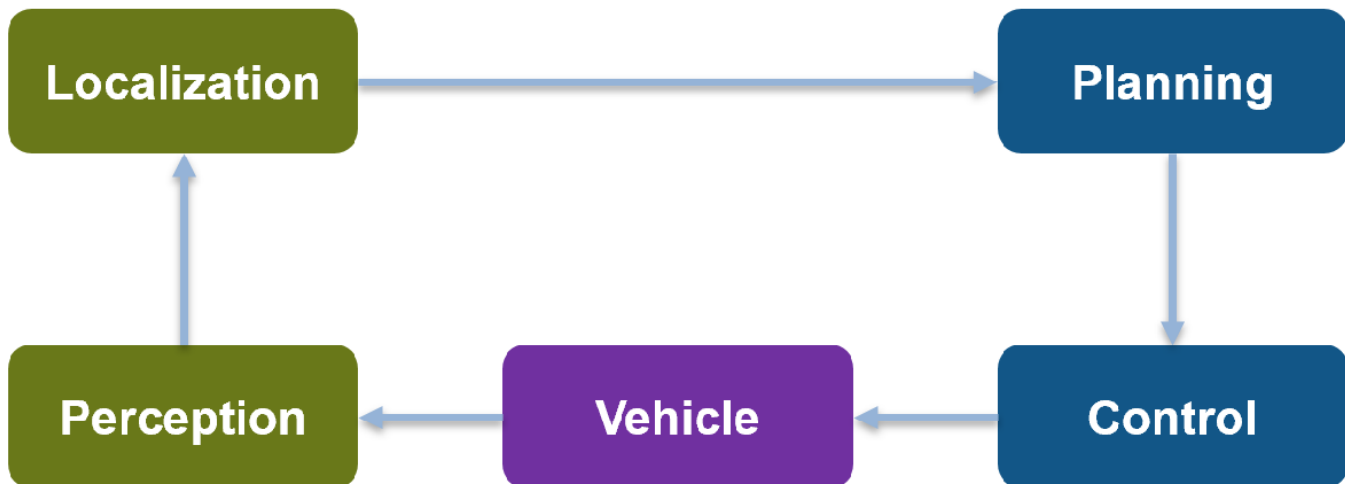 Localization
Planning
Perception
Vehicle
Control